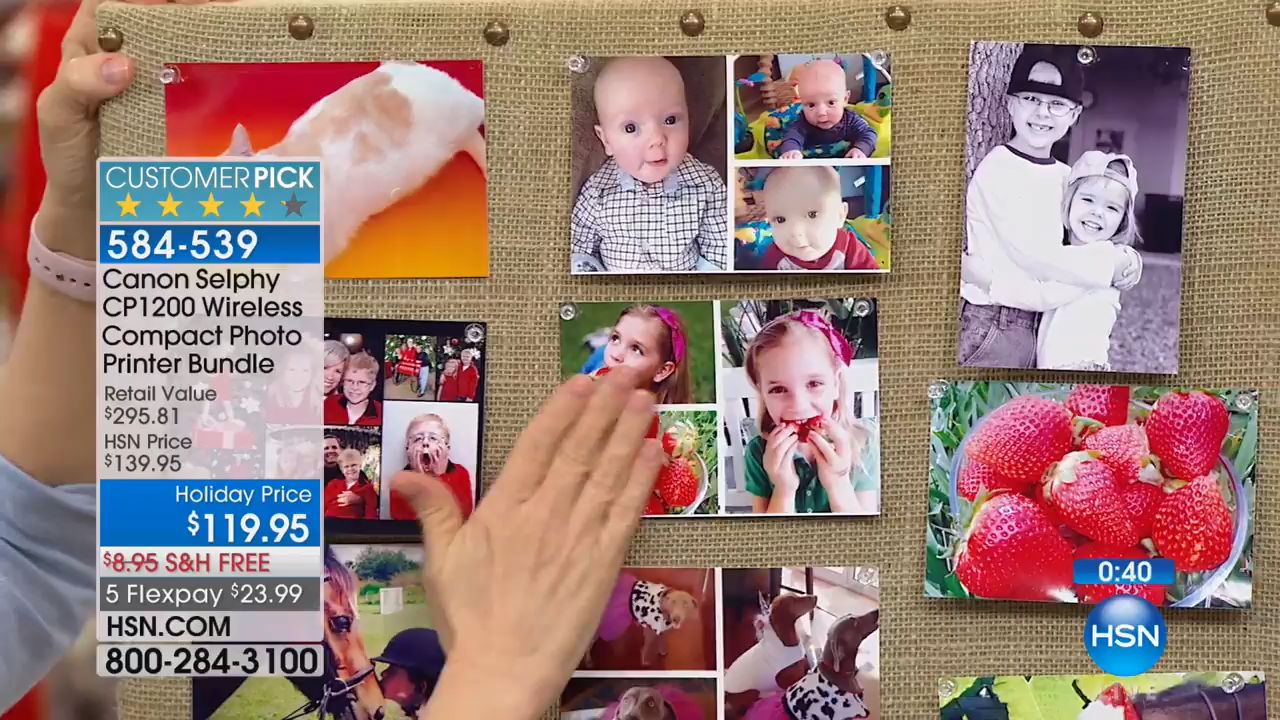 CUSTOMER PICK
584-539
Canon Selphy
CP1200 Wireless
Compact Photo
Printer Bundle
Retail Value
$295.81
HSN Price
$139.95
Holiday Price
$119.95
$8.95 S&H FREE
5 Flexpay $23.99
HSN.COM
800-284-3100
0:40
HSN
LIVE